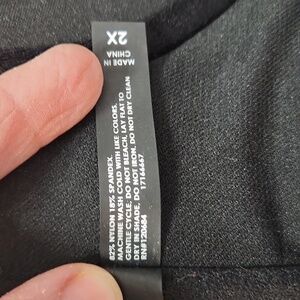 2X
MADE IN
CHINA
82% NYLON 18% SPANDEX
MACHINE WASH COLD WITH LIKE COLORS.
GENTLE CYCLE. DO NOT BLEACH. LAY FLAT TO
DRY IN SHADE. DO NOT IRON. DO NOT DRY CLEAN
17166667
RN#120684